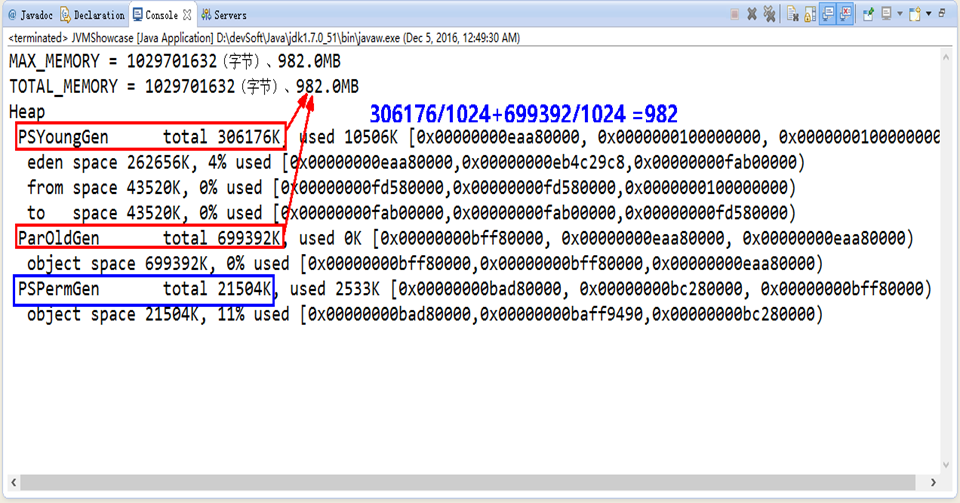 @ Javadoc Declaration Console Servers
<terminated> JVMShowcase [Java Application] D:\devSoft\Java\jdk1.7.0_51\bin\javaw.exe (Dec 5, 2016, 12:49:30 AM)
MAX_MEMORY = 1029701632（字节）、982.0MB
TOTAL_MEMORY = 1029701632（字节）、982.0MB
Heap
306176/1024+699392/1024 =982
PSYoungGen total 306176K, used 10506K [0x00000000eaa80000, 0x0000000100000000, 0x0000000100000000
eden space 262656K, 4% used [0x00000000eaa80000,0x00000000eb4c29c8,0x00000000fab00000)
from space 43520K, 0% used [0x00000000fd580000,0x00000000fd580000,0x0000000100000000)
to space 43520K, 0% used [0x00000000fab00000,0x00000000fab00000,0x00000000fd580000)
ParOldGen total 699392K, used 0K [0x00000000bff80000, 0x00000000eaa80000, 0x00000000eaa80000)
object space 699392K, 0% used [0x00000000bff80000,0x00000000bff80000,0x00000000eaa80000)
PSPermGen total 21504K, used 2533K [0x00000000bad80000, 0x00000000bc280000, 0x00000000bff80000)
object space 21504K, 11% used [0x00000000bad80000,0x00000000baff9490,0x00000000bc280000)